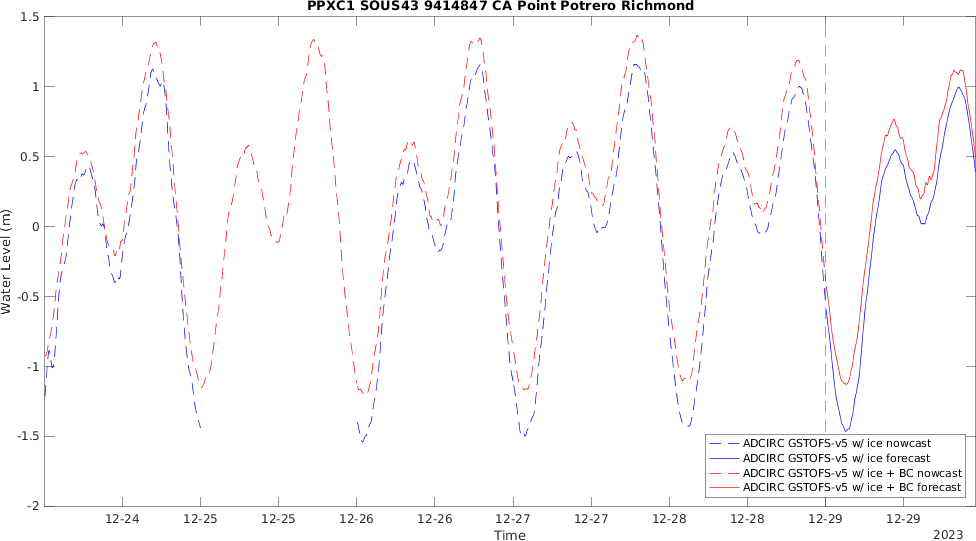 PPXC1 SOUS43 9414847 CA Point Potrero Richmond
1.5
1
0.5
0
-0.5
-1
-1.5
-2
Water Level (m)
12-24
12-25
12-25
12-26
12-26
12-27
12-27
12-28
12-28
12-29
12-29
Time
2023
ADCIRC GSTOFS-v5 w/ ice nowcast
ADCIRC GSTOFS-v5 w/ ice forecast
ADCIRC GSTOFS-v5 w/ ice + BC nowcast
ADCIRC GSTOFS-v5 w/ ice + BC forecast